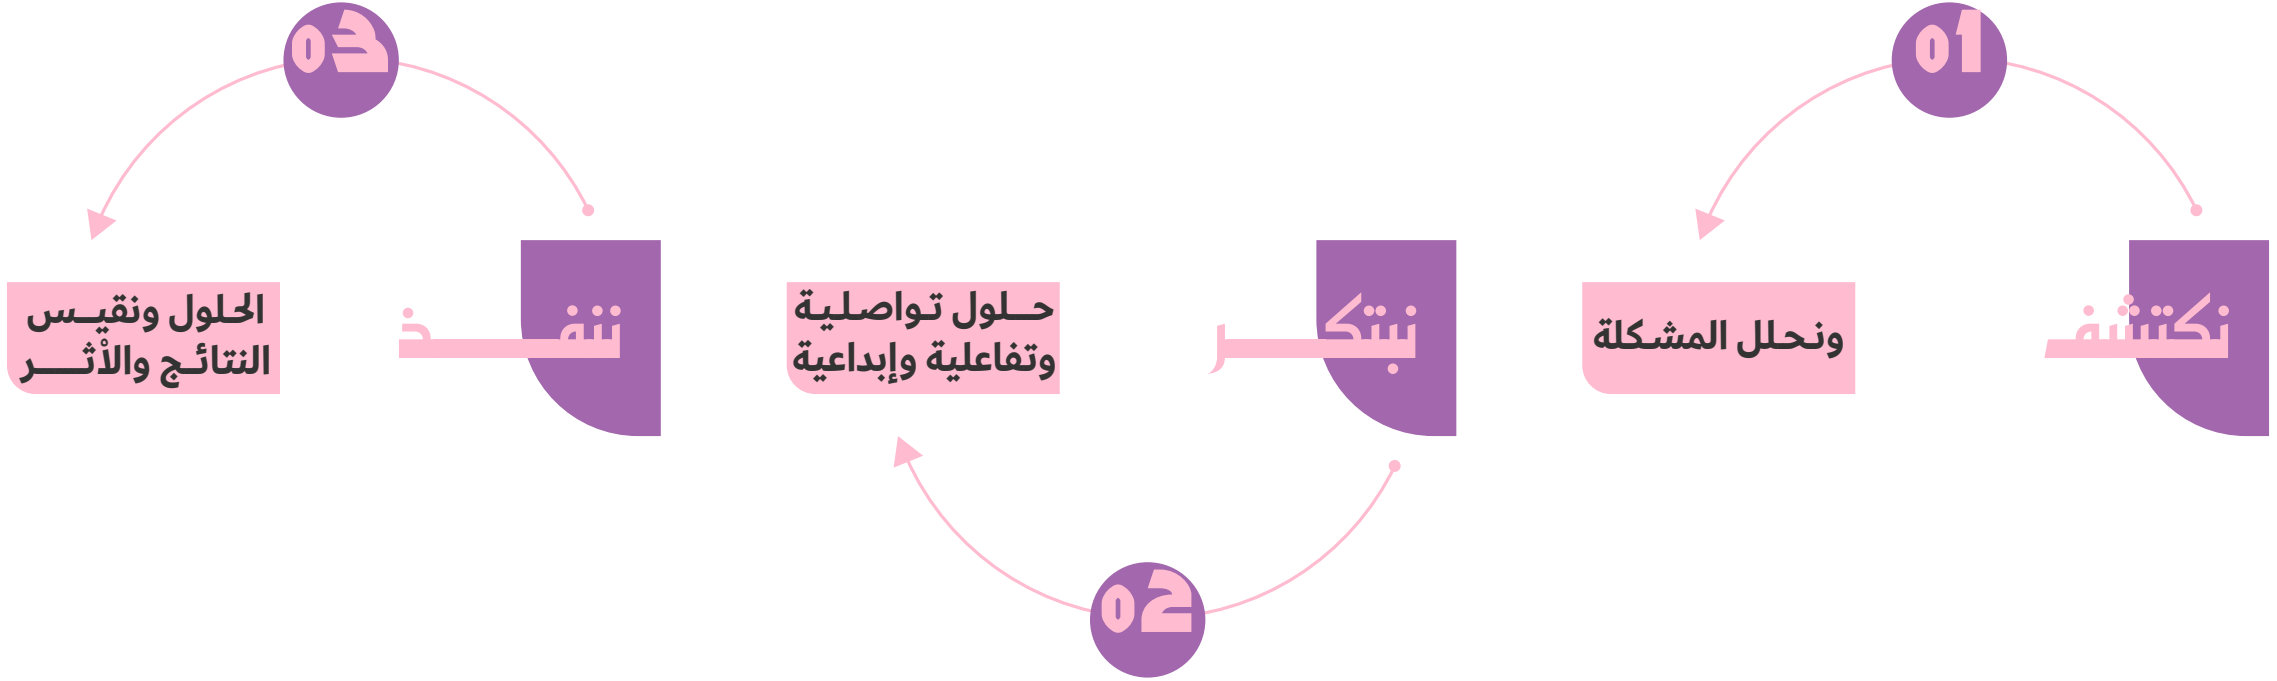 01
نكتشف
ونحلل المشكلة
02
نبتكر
حلول تواصلية
وتفاعلية وإبداعية
03
ننفذ
الحلول ونقيس
النتائج والأثر